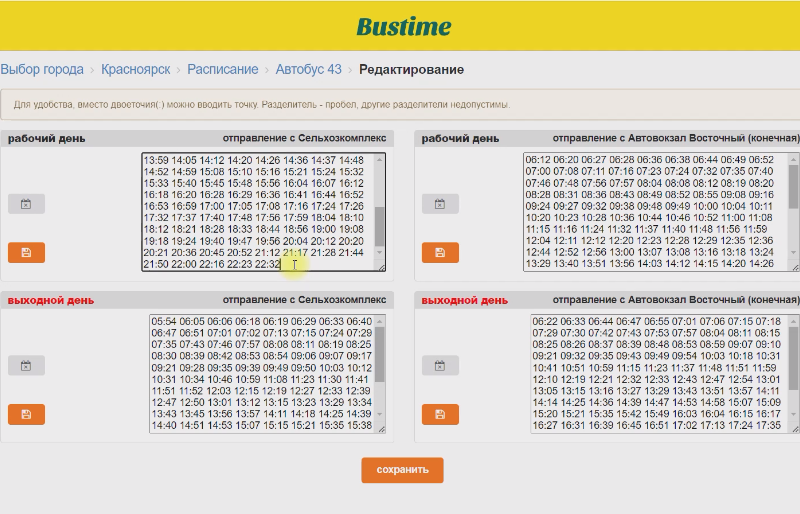 Bustime
Выбор города > Красноярск > Расписание > Автобус 43 > Редактирование
Для удобства, вместо двоеточия(:) можно вводить точку. Разделитель - пробел, другие разделители недопустимы.
рабочий день
отправление с Сельхозкомплекс
13:59 14:05 14:12 14:20 14:26 14:36 14:37 14:48
14:52 14:59 15:08 15:10 15:16 15:21 15:24 15:32
15:33 15:40 15:45 15:48 15:56 16:04 16:07 16:12
16:18 16:20 16:28 16:29 16:36 16:41 16:44 16:52
16:53 16:59 17:00 17:05 17:08 17:16 17:24 17:26
17:32 17:37 17:40 17:48 17:56 17:59 18:04 18:10
18:12 18:21 18:28 18:33 18:44 18:56 19:00 19:08
19:18 19:24 19:40 19:47 19:56 20:04 20:12 20:20
20:21 20:36 20:45 20:52 21:12 21:17 21:28 21:44
21:50 22:00 22:16 22:23 22:32
рабочий день
отправление с Автовокзал Восточный (конечная)
06:12 06:20 06:27 06:28 06:36 06:38 06:44 06:49 06:52
07:00 07:08 07:11 07:16 07:23 07:24 07:32 07:35 07:40
07:46 07:48 07:56 07:57 08:04 08:08 08:12 08:19 08:20
08:28 08:31 08:36 08:43 08:49 08:52 08:55 09:08 09:16
09:24 09:27 09:32 09:38 09:48 09:49 10:00 10:04 10:11
10:20 10:23 10:28 10:36 10:44 10:46 10:52 11:00 11:08
11:15 11:16 11:24 11:32 11:37 11:40 11:48 11:56 11:59
12:04 12:11 12:12 12:20 12:23 12:28 12:29 12:35 12:36
12:44 12:52 12:56 13:00 13:07 13:08 13:16 13:18 13:24
13:29 13:40 13:51 13:56 14:03 14:12 14:15 14:20 14:26
выходной день
отправление с Сельхозкомплекс
05:54 06:05 06:06 06:18 06:19 06:29 06:33 06:40
06:47 06:51 07:01 07:02 07:13 07:15 07:24 07:29
07:35 07:43 07:46 07:57 08:08 08:11 08:19 08:25
08:30 08:39 08:42 08:53 08:54 09:06 09:07 09:17
09:21 09:28 09:35 09:39 09:49 09:50 10:03 10:12
10:31 10:34 10:46 10:59 11:08 11:23 11:30 11:41
11:51 11:52 12:03 12:15 12:19 12:27 12:33 12:39
12:47 12:50 13:01 13:12 13:15 13:23 13:29 13:34
13:43 13:45 13:56 13:57 14:11 14:18 14:25 14:39
14:40 14:51 14:53 15:07 15:15 15:21 15:35 15:38
выходной день
отправление с Автовокзал Восточный (конечная)
06:22 06:33 06:44 06:47 06:55 07:01 07:06 07:15 07:18
07:29 07:30 07:42 07:43 07:53 07:57 08:04 08:11 08:15
08:25 08:26 08:37 08:39 08:48 08:53 08:59 09:07 09:10
09:21 09:32 09:35 09:43 09:49 09:54 10:03 10:18 10:31
10:41 10:51 10:59 11:15 11:23 11:37 11:48 11:51 11:59
12:10 12:19 12:21 12:32 12:33 12:43 12:47 12:54 13:01
13:05 13:15 13:16 13:27 13:29 13:43 13:51 13:57 14:11
14:14 14:25 14:36 14:39 14:47 14:53 14:58 15:07 15:09
15:20 15:21 15:35 15:42 15:49 16:03 16:04 16:15 16:17
16:27 16:31 16:39 16:45 16:51 17:02 17:13 17:24 17:35
сохранить